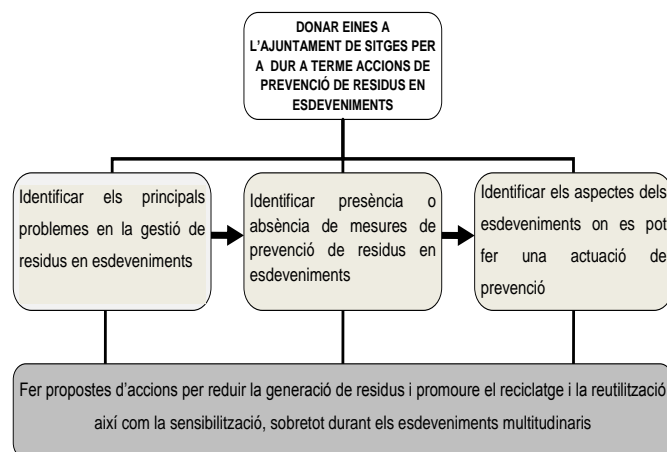 DONAR EINES A
L'AJUNTAMENT DE SITGES PER
A DUR A TERME ACCIONS DE
PREVENCIÓ DE RESIDUS EN
ESDEVENIMENTS
Identificar els principals
problemes en la gestió de
residus en esdeveniments
Identificar presència o
absència de mesures de
prevenció de residus en
esdeveniments
Identificar els aspectes dels
esdeveniments on es pot
fer una actuació de
prevenció
Fer propostes d'accions per reduir la generació de residus i promoure el reciclatge i la reutilització
així com la sensibilització, sobretot durant els esdeveniments multitudinaris